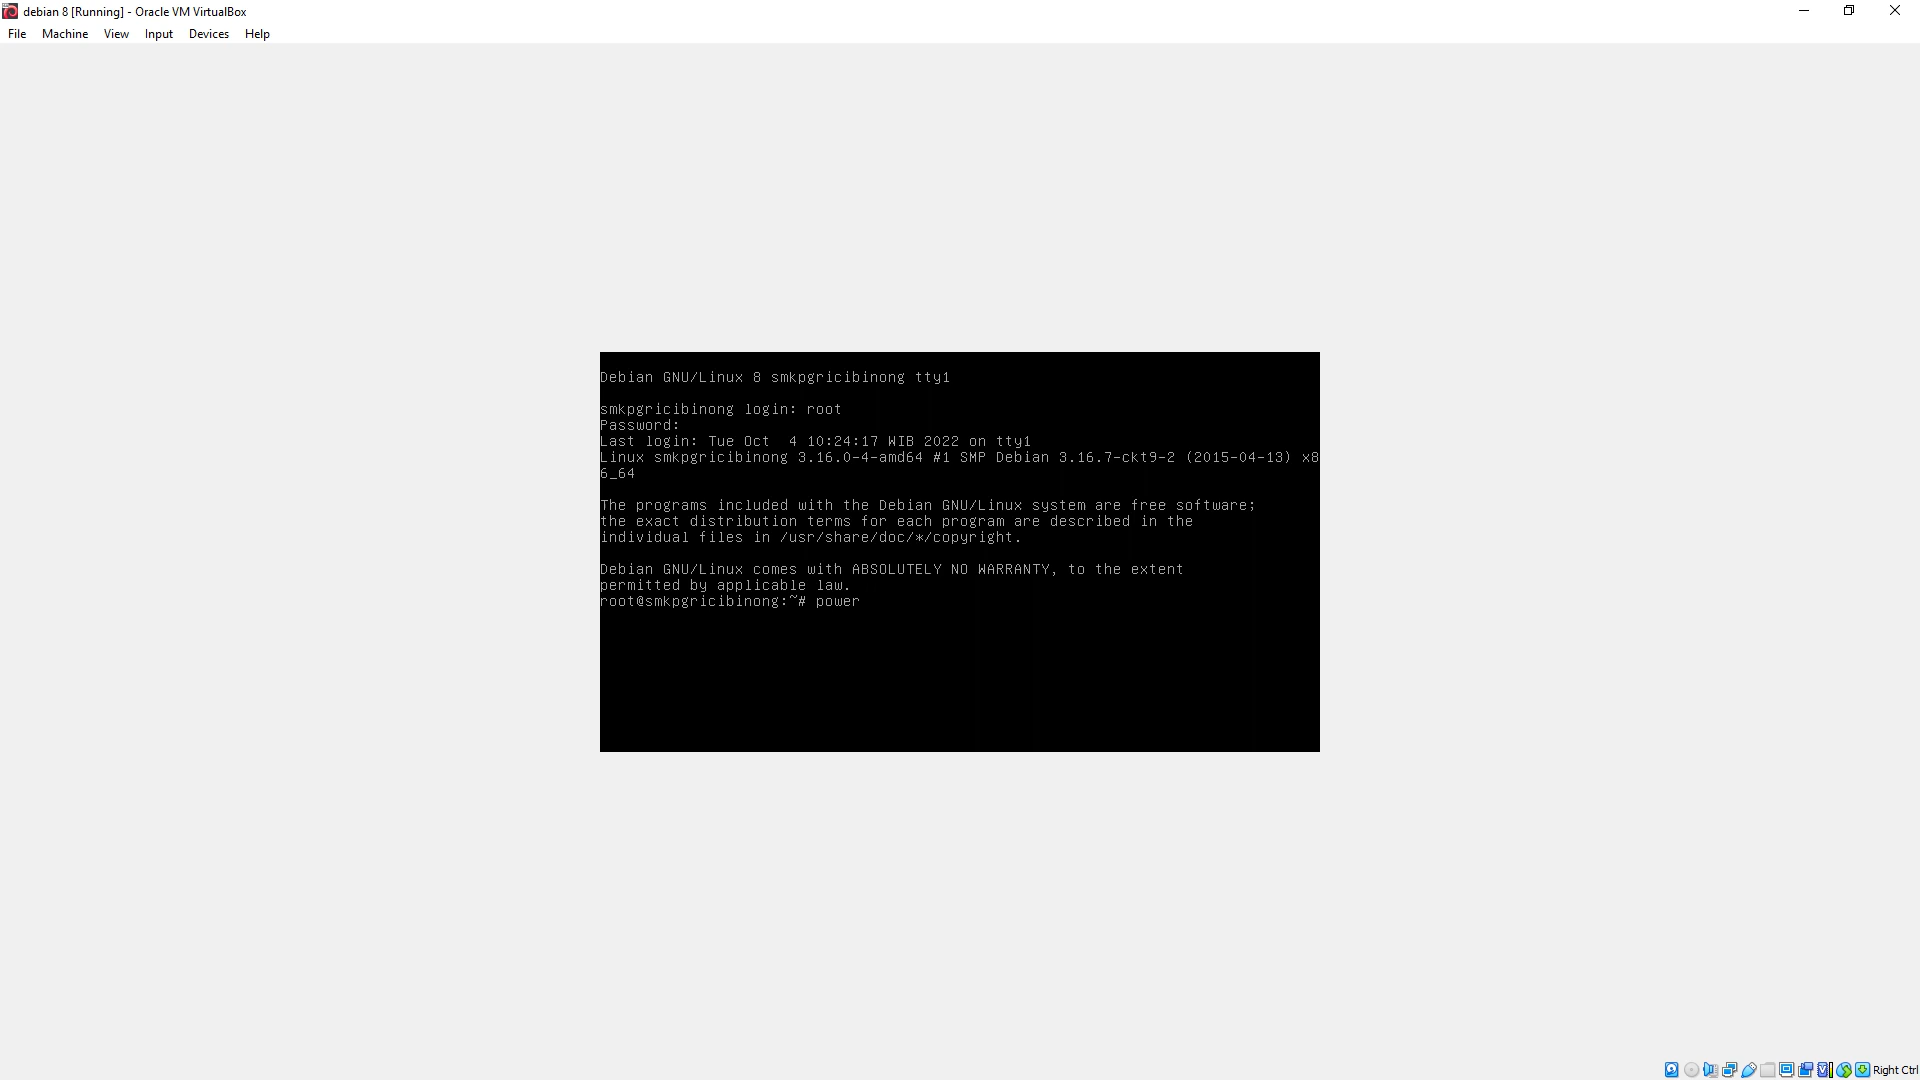 debian 8 [Running] - Oracle VM VirtualBox
File Machine View Input Devices Help
Debian GNU/Linux 8 smkpgricibinong tty1
smkpgricibinong login: root
Password:
Last login: Tue Oct  4 10:24:17 WIB 2022 on tty1
Linux smkpgricibinong 3.16.0-4-amd64 #1 SMP Debian 3.16.7-ckt9-2 (2015-04-13) x8
6_64
The programs included with the Debian GNU/Linux system are free software;
the exact distribution terms for each program are described in the
individual files in /usr/share/doc/*/copyright.
Debian GNU/Linux comes with ABSOLUTELY NO WARRANTY, to the extent
permitted by applicable law.
root@smkpgricibinong:~# power
Right Ctrl